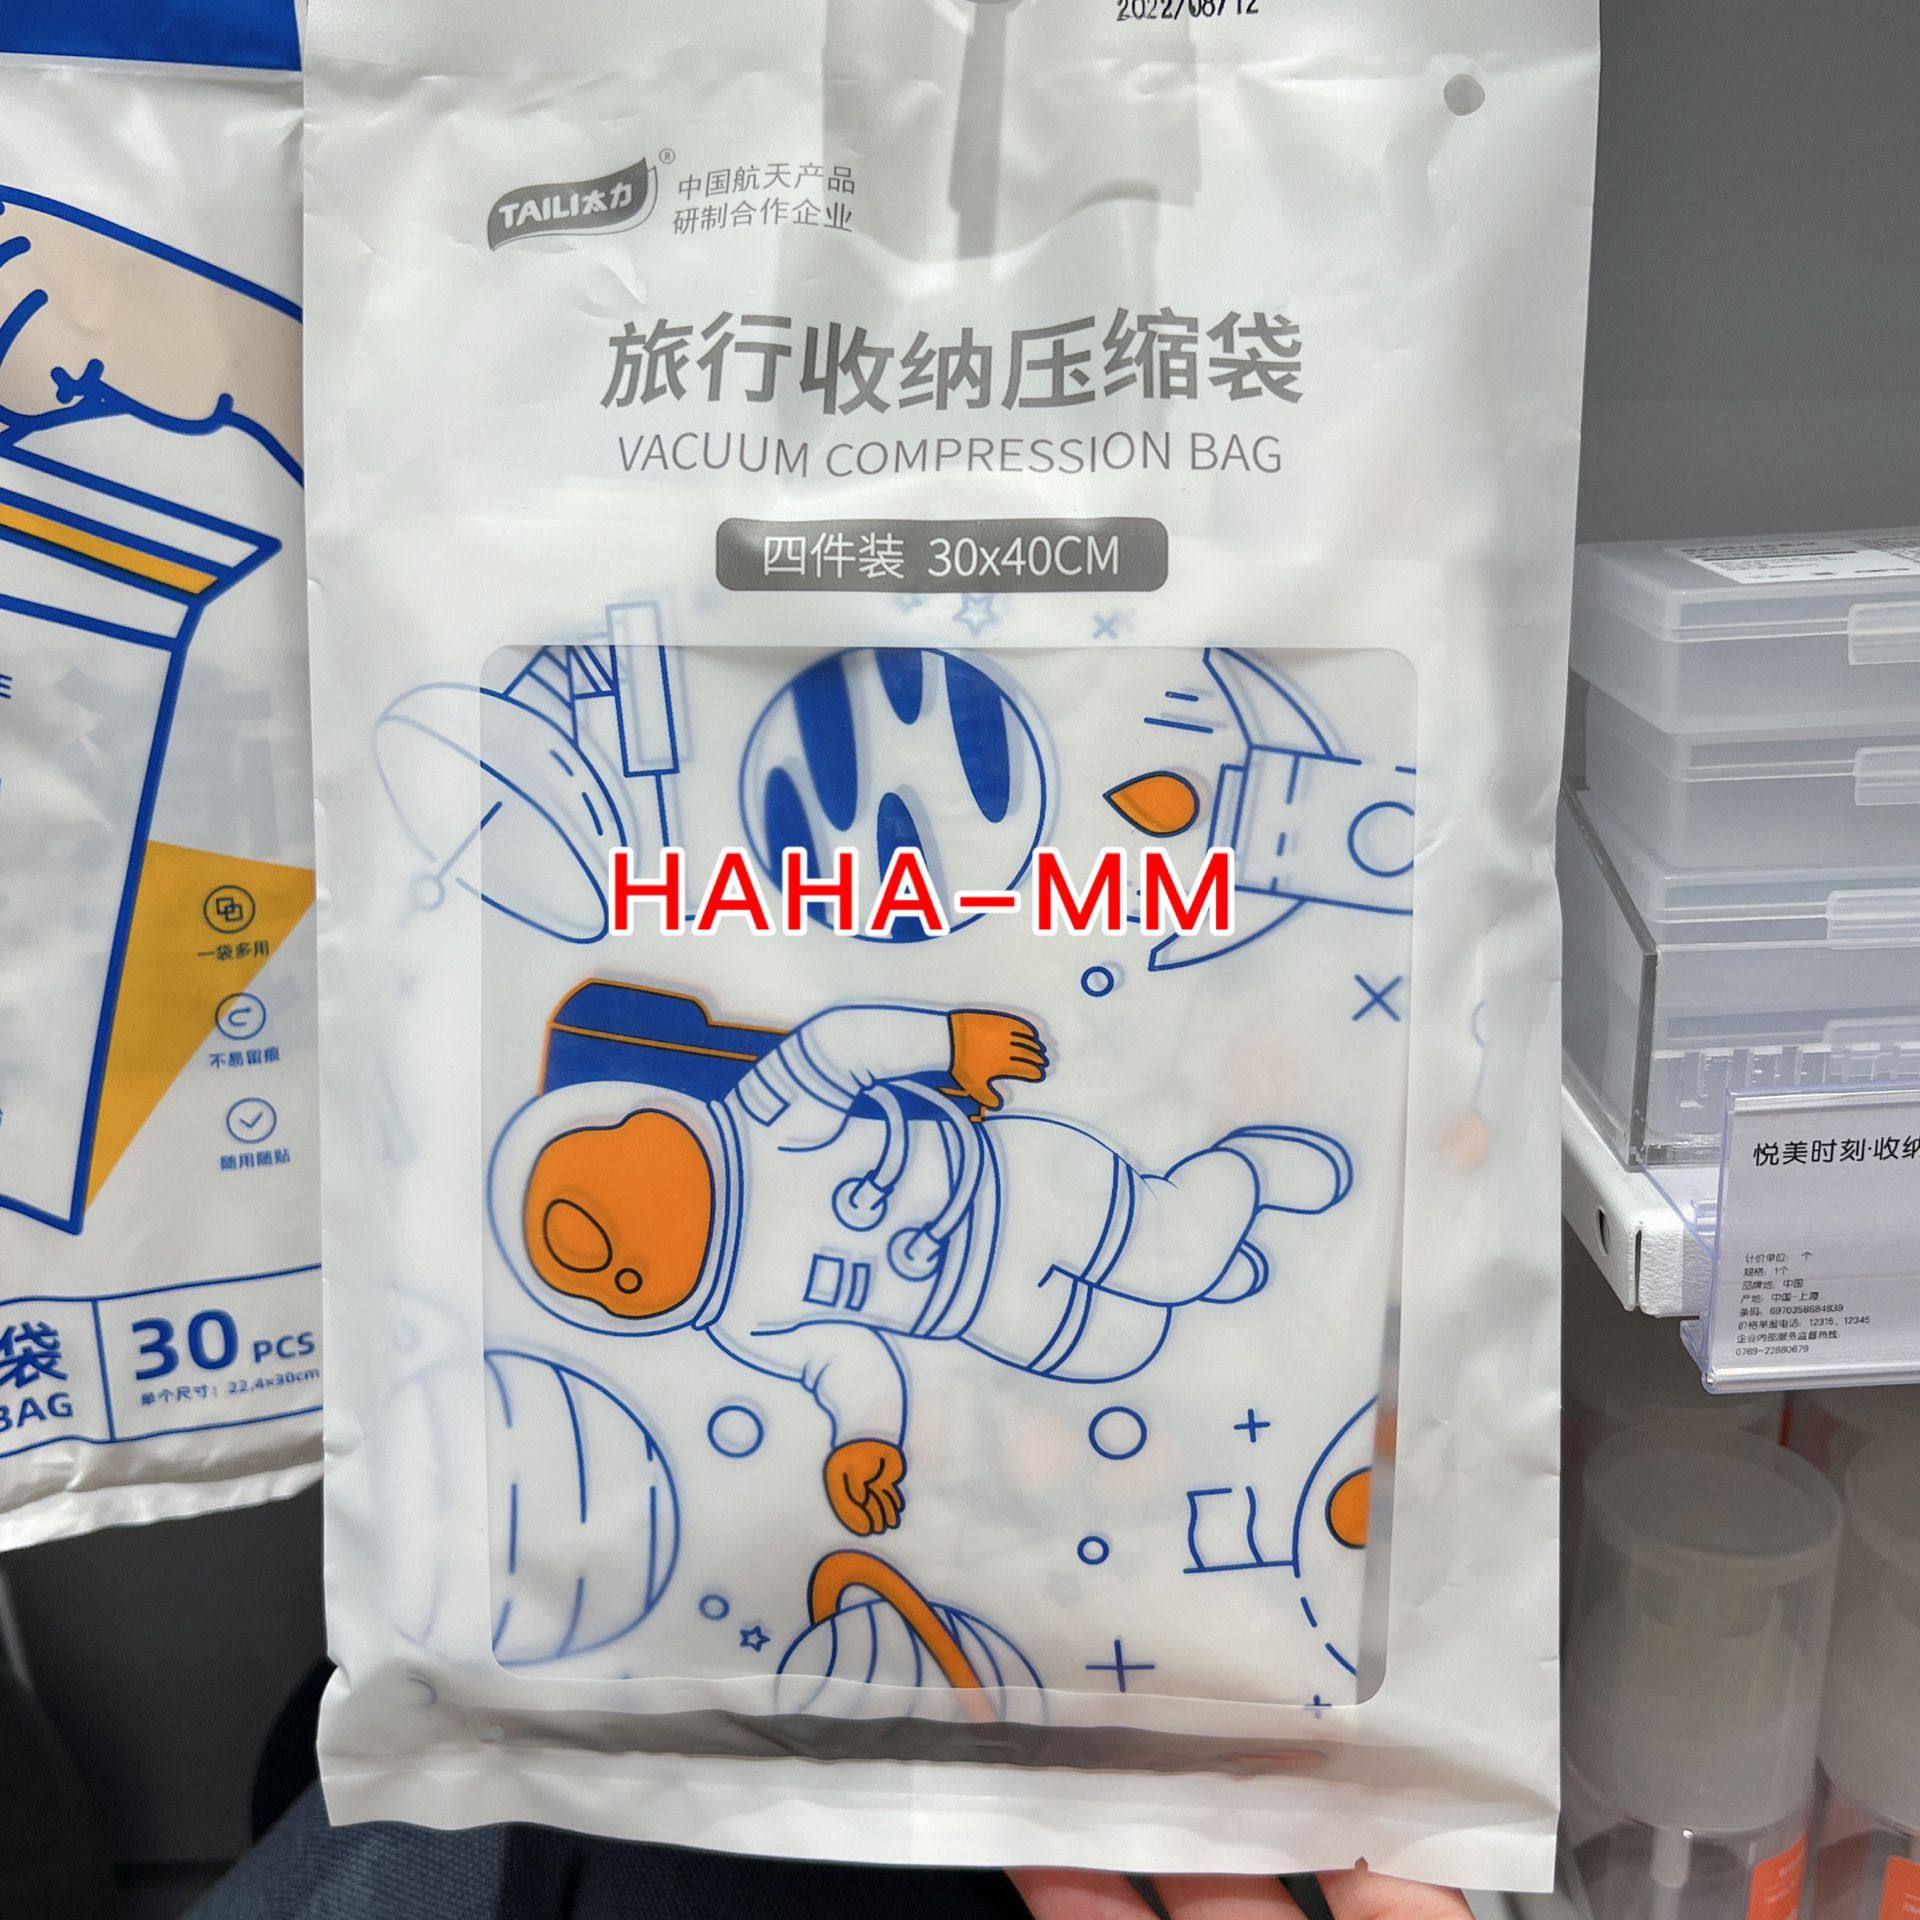 2022/08/12
TAILI太力®
中国航天产品
研制合作企业
旅行收纳压缩袋
VACUUM COMPRESSION BAG
四件装 30x40CM
HAHA-MM
一袋多用
不易留痕
随用随贴
袋
BAG
30 PCS
单个尺寸：22.4×30cm
悦美时刻·收纳
计价单位： 个
规格： 1个
品牌地： 中国
产地： 中国-上海
条码： 6970358684839
价格举报电话： 12315、12345
企业内部服务监督热线：
0769-22880679